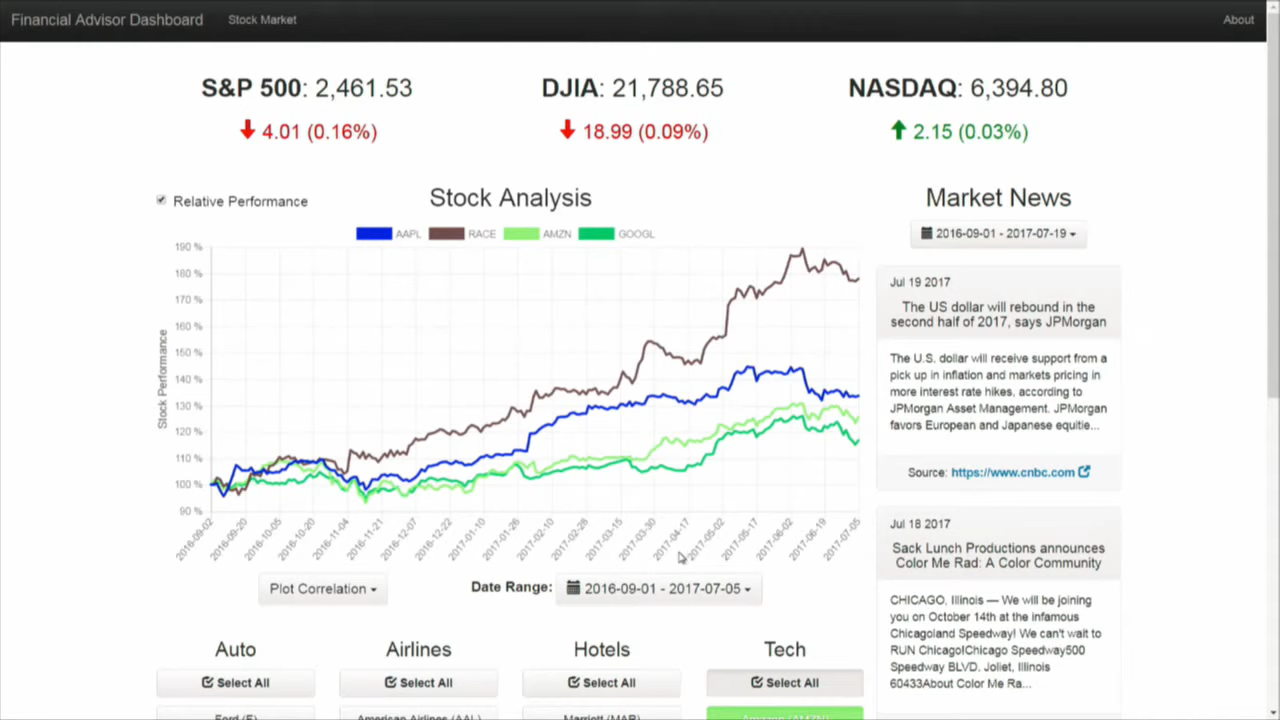 Financial Advisor Dashboard
Stock Market
About
S&P 500: 2,461.53
4.01 (0.16%)
DJIA: 21,788.65
18.99 (0.09%)
NASDAQ: 6,394.80
2.15 (0.03%)
Relative Performance
Stock Analysis
AAPL
RACE
AMZN
GOOGL
190 %
180 %
170 %
160 %
150 %
140 %
130 %
120 %
110 %
100 %
90 %
Stock Performance
2016-09-02
2016-09-20
2016-10-05
2016-10-20
2016-11-04
2016-11-21
2016-12-07
2016-12-22
2017-01-10
2017-01-26
2017-02-10
2017-02-28
2017-03-15
2017-03-30
2017-04-17
2017-05-02
2017-05-17
2017-06-02
2017-06-19
2017-07-05
Plot Correlation
Date Range:
2016-09-01 - 2017-07-05
Auto
Select All
Ford (F)
Airlines
Select All
American Airlines (AAL)
Hotels
Select All
Marriott (MAR)
Tech
Select All
Amazon (AMZN)
Market News
2016-09-01 - 2017-07-19
Jul 19 2017
The US dollar will rebound in the
second half of 2017, says JPMorgan
The U.S. dollar will receive support from a
pick up in inflation and markets pricing in
more interest rate hikes, according to
JPMorgan Asset Management. JPMorgan
favors European and Japanese equitie...
Source: https://www.cnbc.com
Jul 18 2017
Sack Lunch Productions announces
Color Me Rad: A Color Community
CHICAGO, Illinois — We will be joining
you on October 14th at the infamous
Chicagoland Speedway! We can't wait to
RUN Chicago!Chicago Speedway500
Speedway BLVD. Joliet, Illinois
60433About Color Me Ra...